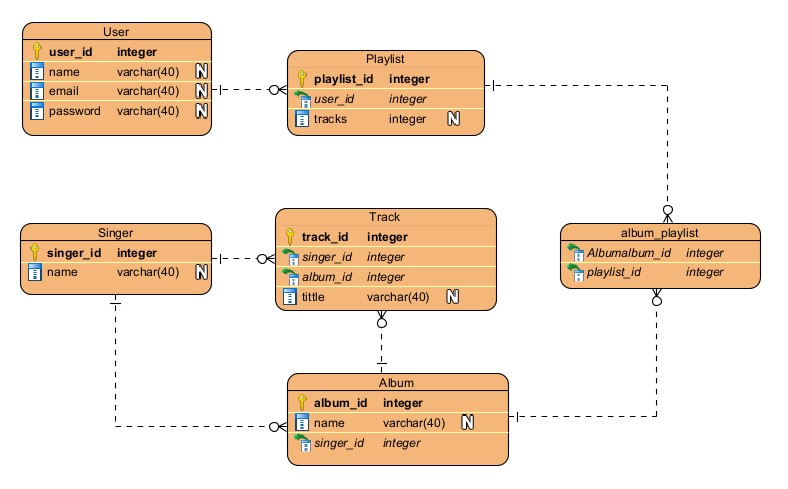 User
user_id integer
name varchar(40) N
email varchar(40) N
password varchar(40) N
Playlist
playlist_id integer
user_id integer
tracks integer N
Singer
singer_id integer
name varchar(40) N
Track
track_id integer
singer_id integer
album_id integer
tittle varchar(40) N
album_playlist
Albumalbum_id integer
playlist_id integer
Album
album_id integer
name varchar(40) N
singer_id integer